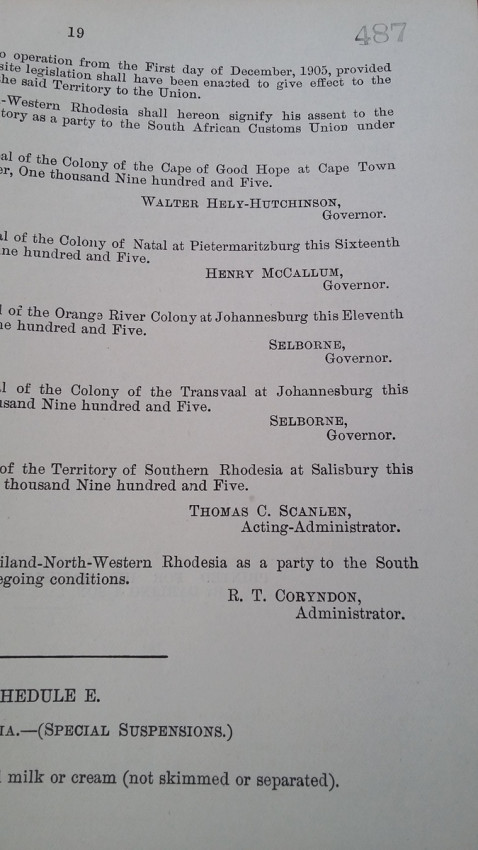 19
487
operation from the First day of December, 1905, provided
legislation shall have been enacted to give effect to the
said Territory to the Union.
-Western Rhodesia shall hereon signify his assent to the
as a party to the South African Customs Union under
of the Colony of the Cape of Good Hope at Cape Town
One thousand Nine hundred and Five.
WALTER HELY-HUTCHINSON,
Governor.
of the Colony of Natal at Pietermaritzburg this Sixteenth
hundred and Five.
HENRY MCCALLUM,
Governor.
of the Orange River Colony at Johannesburg this Eleventh
hundred and Five.
SELBORNE,
Governor.
of the Colony of the Transvaal at Johannesburg this
Nine hundred and Five.
SELBORNE,
Governor.
of the Territory of Southern Rhodesia at Salisbury this
thousand Nine hundred and Five.
THOMAS C. SCANLEN,
Acting-Administrator.
iland-North-Western Rhodesia as a party to the South
egoing conditions.
R. T. CORYNDON,
Administrator.
HEDULE E.
IA.—(SPECIAL SUSPENSIONS.)
milk or cream (not skimmed or separated).